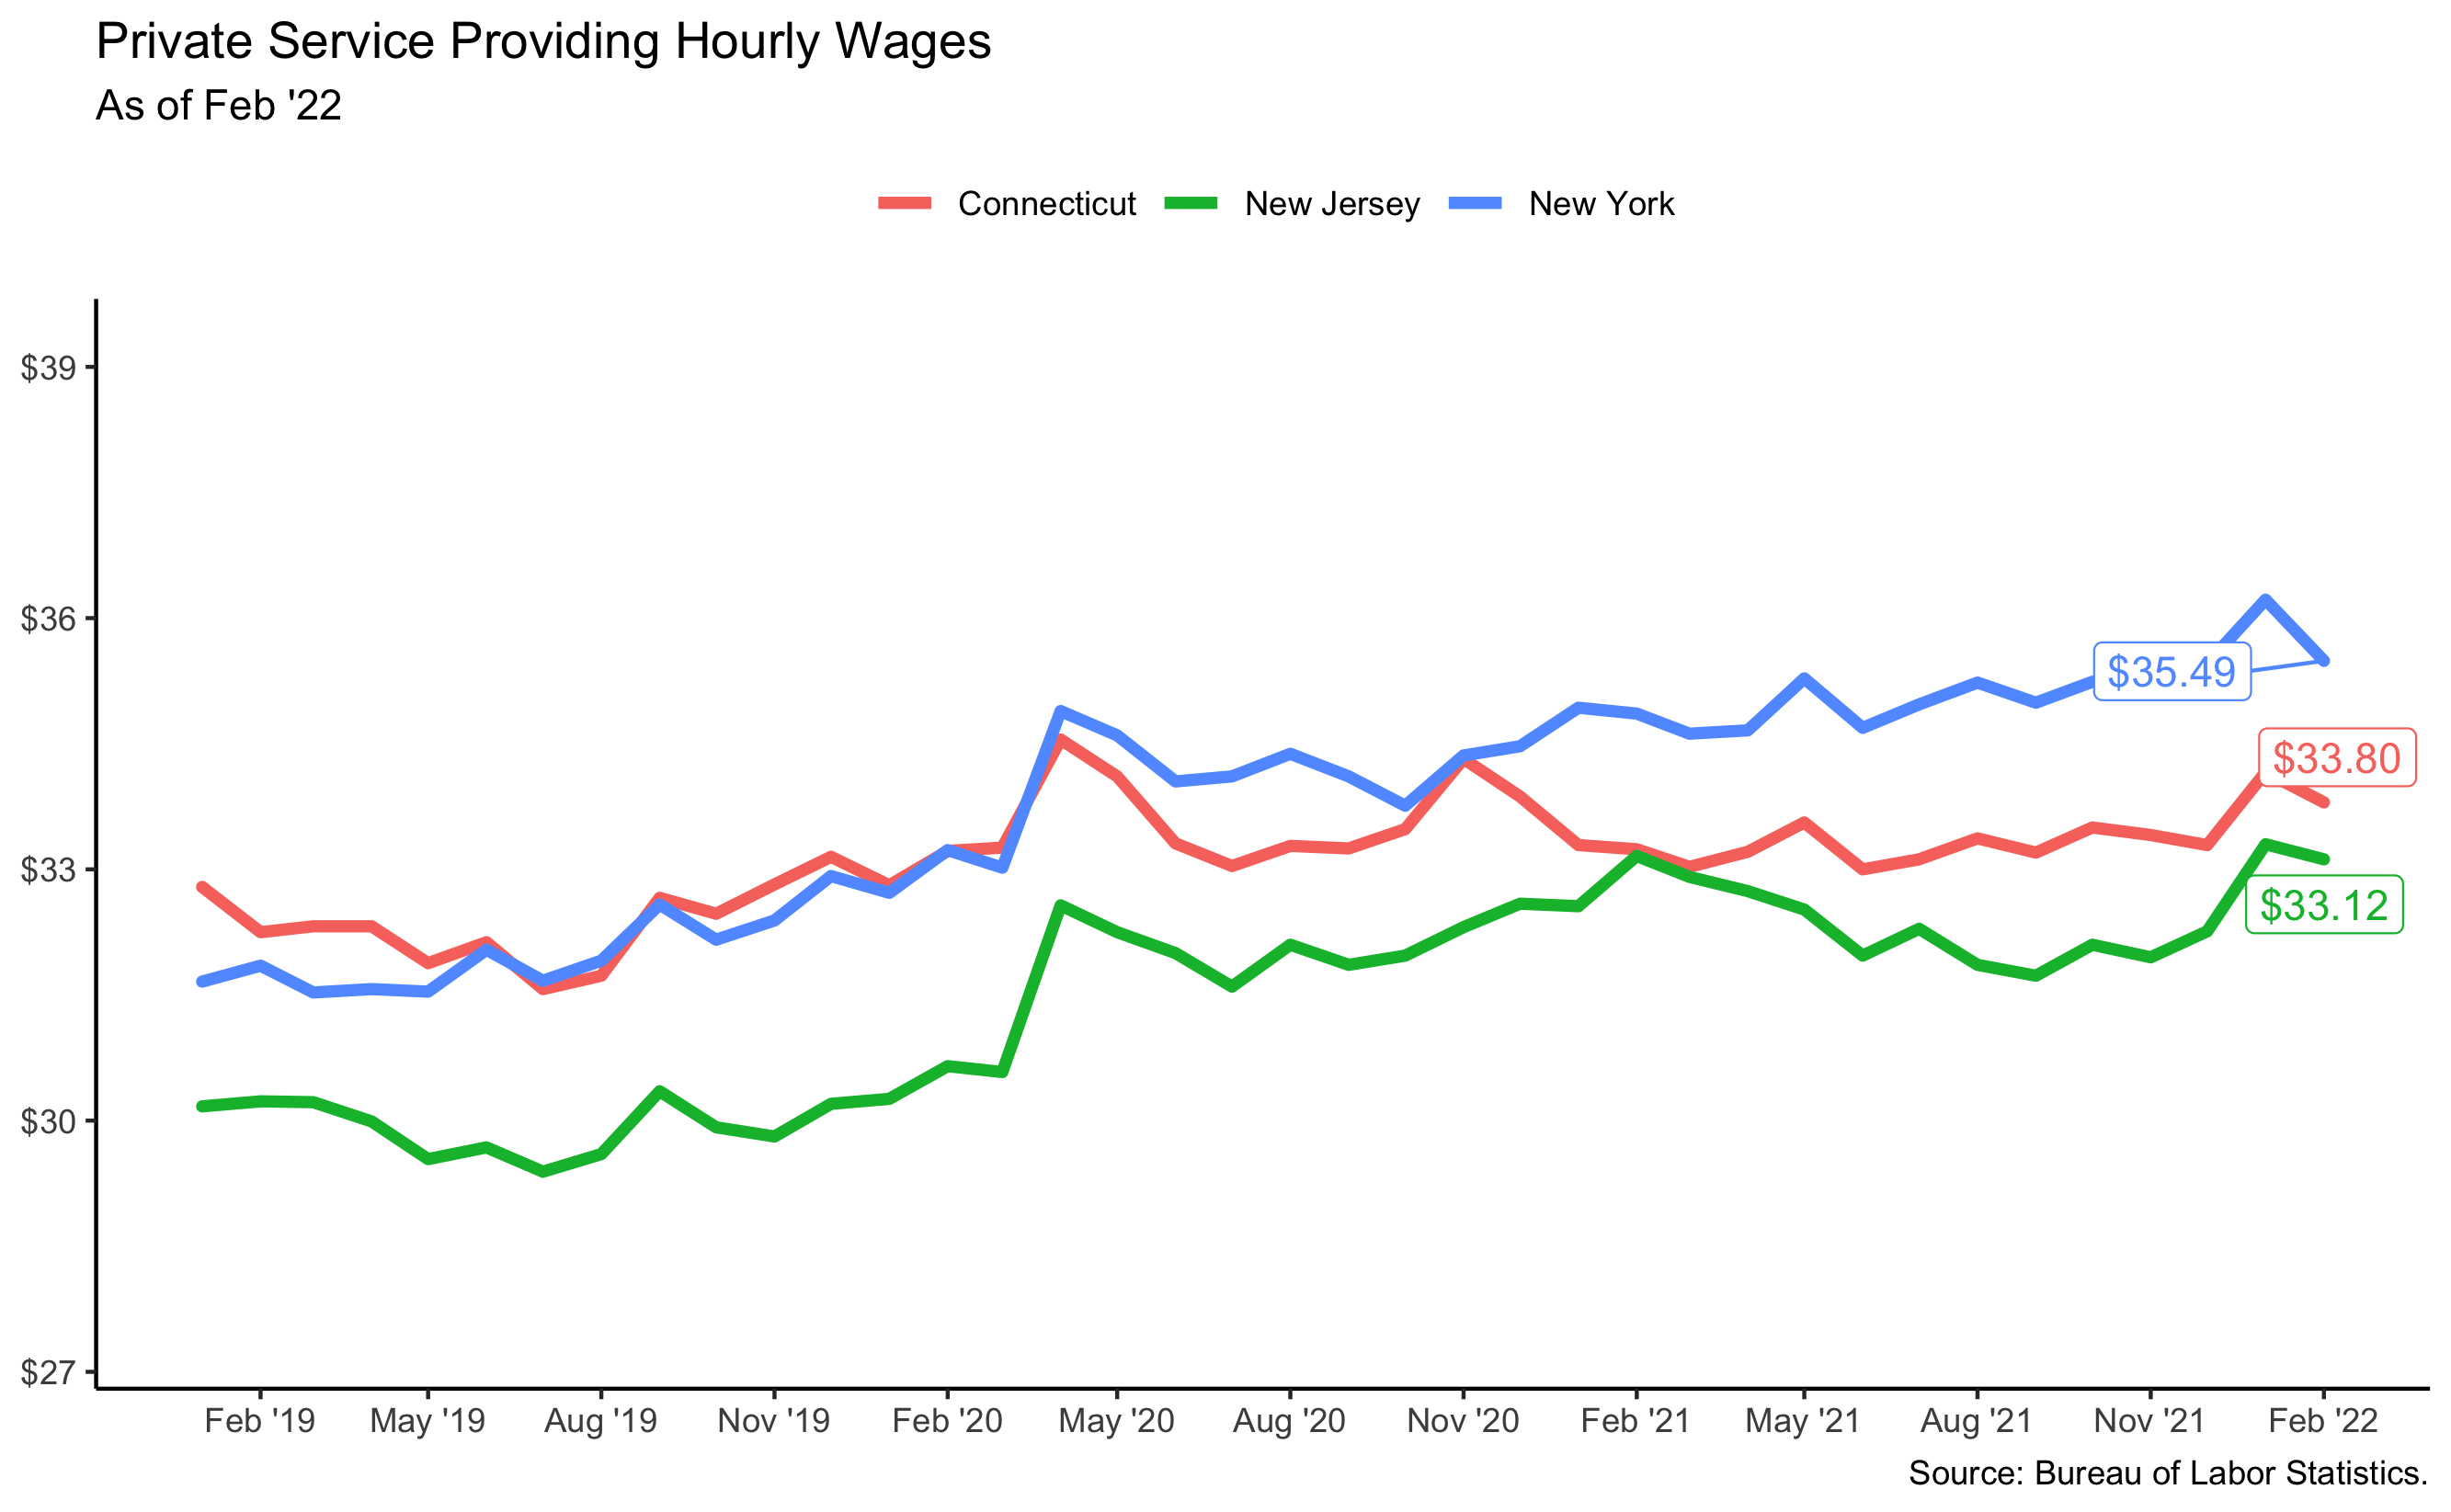 Private Service Providing Hourly Wages
As of Feb '22
Connecticut New Jersey New York
$39
$36
$35.49
$33.80
$33
$33.12
$30
$27
Feb '19 May '19 Aug '19 Nov '19 Feb '20 May '20 Aug '20 Nov '20 Feb '21 May '21 Aug '21 Nov '21 Feb '22
Source: Bureau of Labor Statistics.